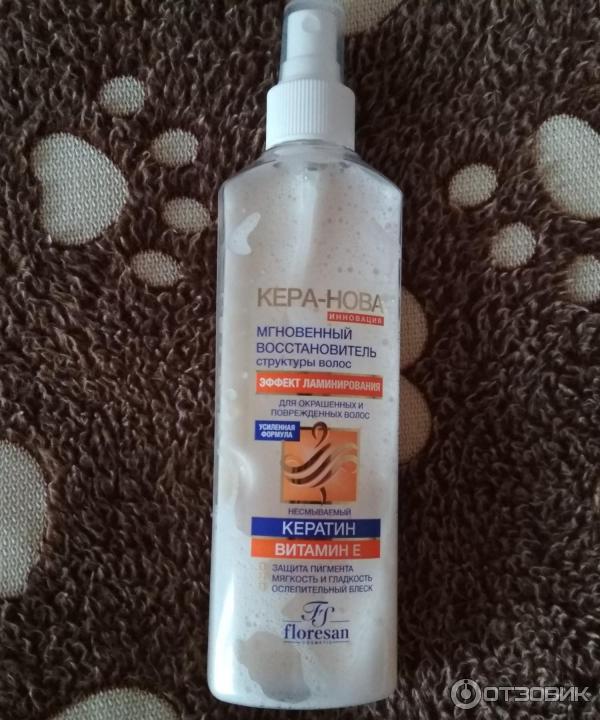 КЕРА-НОВА
ИННОВАЦИЯ
МГНОВЕННЫЙ
ВОССТАНОВИТЕЛЬ
структуры волос
ЭФФЕКТ ЛАМИНИРОВАНИЯ
ДЛЯ ОКРАШЕННЫХ И
ПОВРЕЖДЕННЫХ ВОЛОС
УСИЛЕННАЯ
ФОРМУЛА
НЕСМЫВАЕМЫЙ
КЕРАТИН
ВИТАМИН Е
ЗАЩИТА ПИГМЕНТА
МЯГКОСТЬ И ГЛАДКОСТЬ
ОСЛЕПИТЕЛЬНЫЙ БЛЕСК
FS
floresan
COSMETIC
ОТЗОВИК